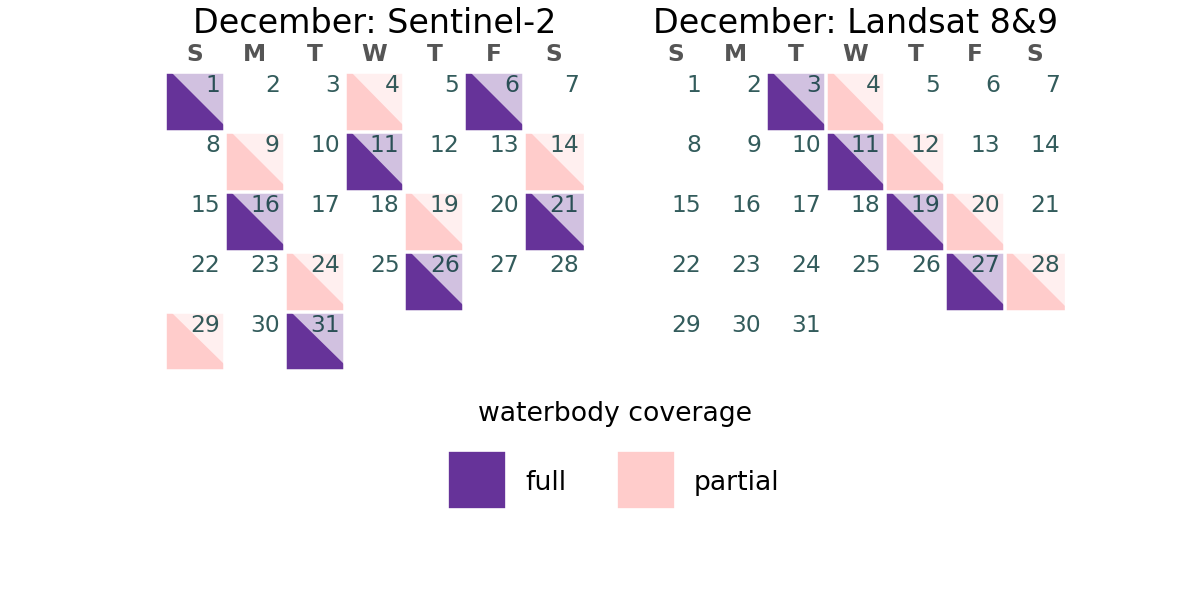 December: Sentinel-2
S M T W T F S
1 2 3 4 5 6 7
8 9 10 11 12 13 14
15 16 17 18 19 20 21
22 23 24 25 26 27 28
29 30 31
December: Landsat 8&9
S M T W T F S
1 2 3 4 5 6 7
8 9 10 11 12 13 14
15 16 17 18 19 20 21
22 23 24 25 26 27 28
29 30 31
waterbody coverage
full
partial